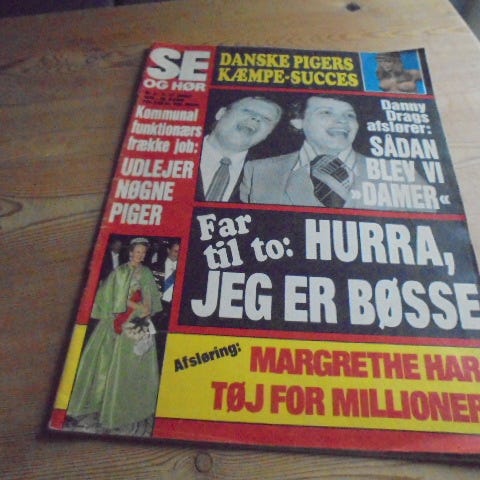 SE
OG HØR
DANSKE PIGERS
KÆMPE-SUCCES
Kommunal
funktionærs
frække job:
UDLEJER
NØGNE
PIGER
Danny
Drags
afslører:
SÅDAN
BLEV VI
»DAMER«
Far
til to: HURRA,
JEG ER BØSSE
Afsløring: MARGRETHE HAR
TØJ FOR MILLIONER